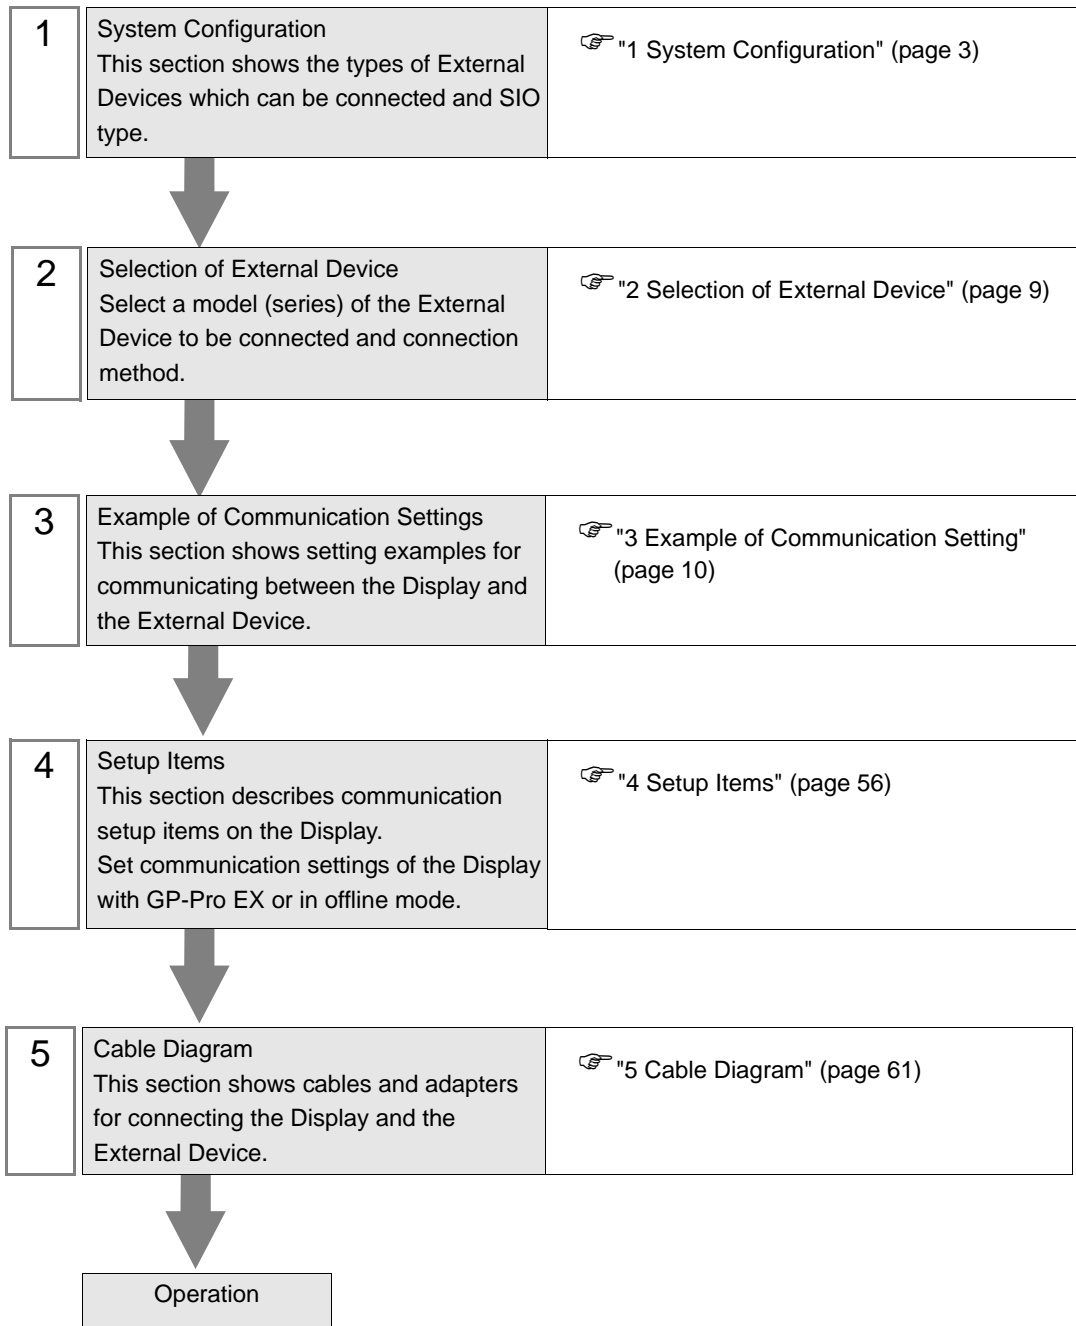 1
System Configuration
This section shows the types of External
Devices which can be connected and SIO
type.
"1 System Configuration" (page 3)
2
Selection of External Device
Select a model (series) of the External
Device to be connected and connection
method.
"2 Selection of External Device" (page 9)
3
Example of Communication Settings
This section shows setting examples for
communicating between the Display and
the External Device.
"3 Example of Communication Setting"
(page 10)
4
Setup Items
This section describes communication
setup items on the Display.
Set communication settings of the Display
with GP-Pro EX or in offline mode.
"4 Setup Items" (page 56)
5
Cable Diagram
This section shows cables and adapters
for connecting the Display and the
External Device.
"5 Cable Diagram" (page 61)
Operation